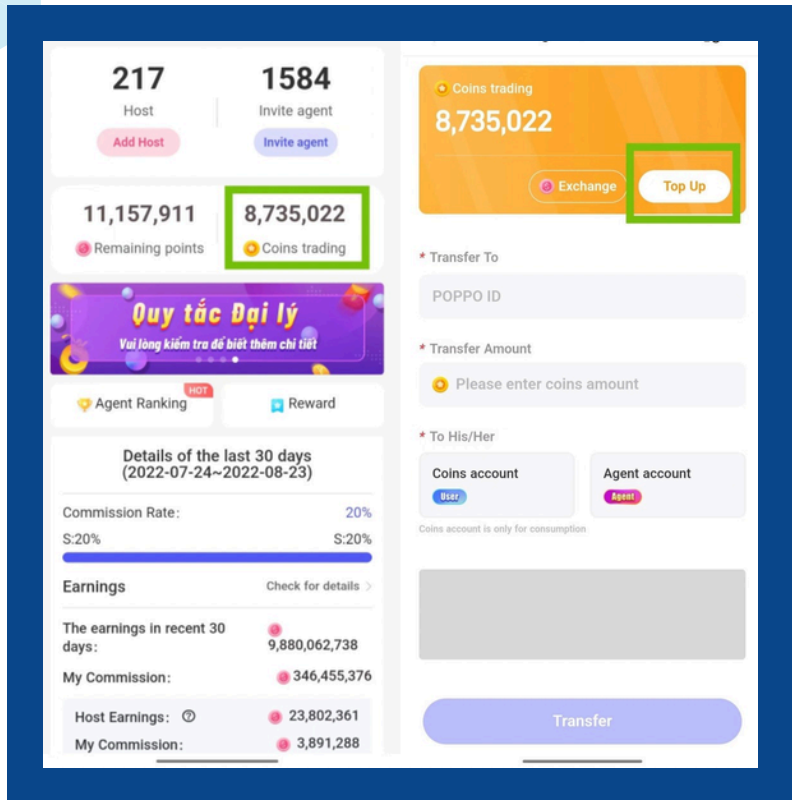 217
Host
Add Host
1584
Invite agent
Invite agent
11,157,911
Remaining points
8,735,022
Coins trading
Quy tắc Đại lý
Vui lòng kiểm tra để biết thêm chi tiết
Agent Ranking
HOT
Reward
Details of the last 30 days
(2022-07-24~2022-08-23)
Commission Rate: 20%
S:20% S:20%
Earnings Check for details >
The earnings in recent 30
days: 9,880,062,738
My Commission: 346,455,376
Host Earnings: ? 23,802,361
My Commission: 3,891,288
Coins trading
8,735,022
Exchange
Top Up
* Transfer To
POPPO ID
* Transfer Amount
Please enter coins amount
* To His/Her
Coins account
User
Agent account
Agent
Coins account is only for consumption
Transfer